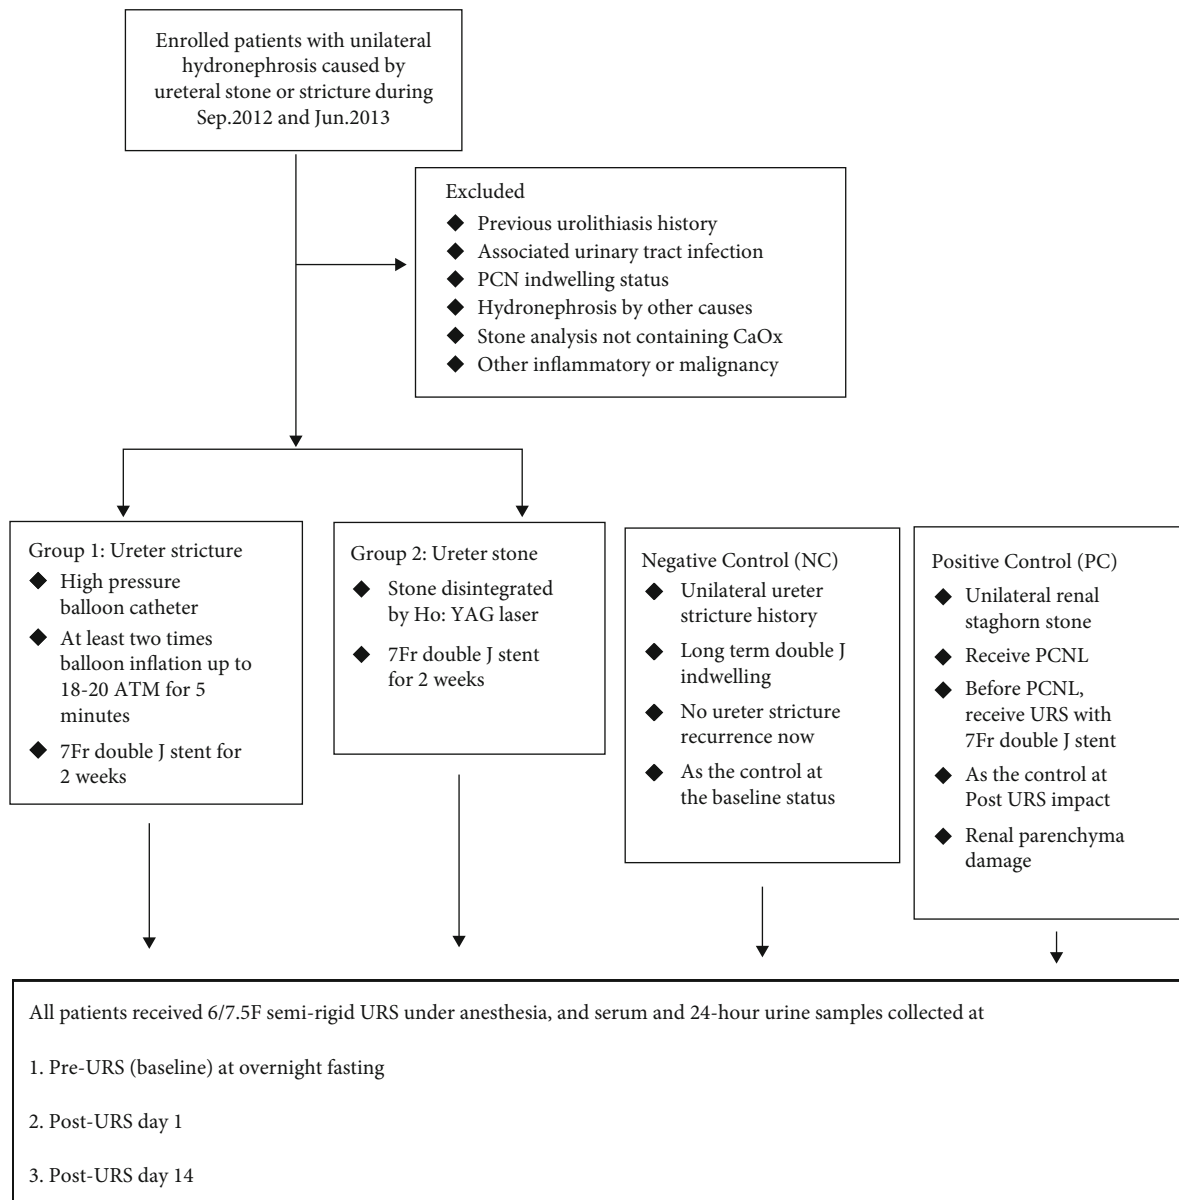 Enrolled patients with unilateral
hydronephrosis caused by
ureteral stone or stricture during
Sep.2012 and Jun.2013
Excluded
◆ Previous urolithiasis history
◆ Associated urinary tract infection
◆ PCN indwelling status
◆ Hydronephrosis by other causes
◆ Stone analysis not containing CaOx
◆ Other inflammatory or malignancy
Group 1: Ureter stricture
◆ High pressure
balloon catheter
◆ At least two times
balloon inflation up to
18-20 ATM for 5
minutes
◆ 7Fr double J stent for
2 weeks
Group 2: Ureter stone
◆ Stone disintegrated
by Ho: YAG laser
◆ 7Fr double J stent
for 2 weeks
Negative Control (NC)
◆ Unilateral ureter
stricture history
◆ Long term double J
indwelling
◆ No ureter stricture
recurrence now
◆ As the control at
the baseline status
Positive Control (PC)
◆ Unilateral renal
staghorn stone
◆ Receive PCNL
◆ Before PCNL,
receive URS with
7Fr double J stent
◆ As the control at
Post URS impact
◆ Renal parenchyma
damage
All patients received 6/7.5F semi-rigid URS under anesthesia, and serum and 24-hour urine samples collected at
1. Pre-URS (baseline) at overnight fasting
2. Post-URS day 1
3. Post-URS day 14